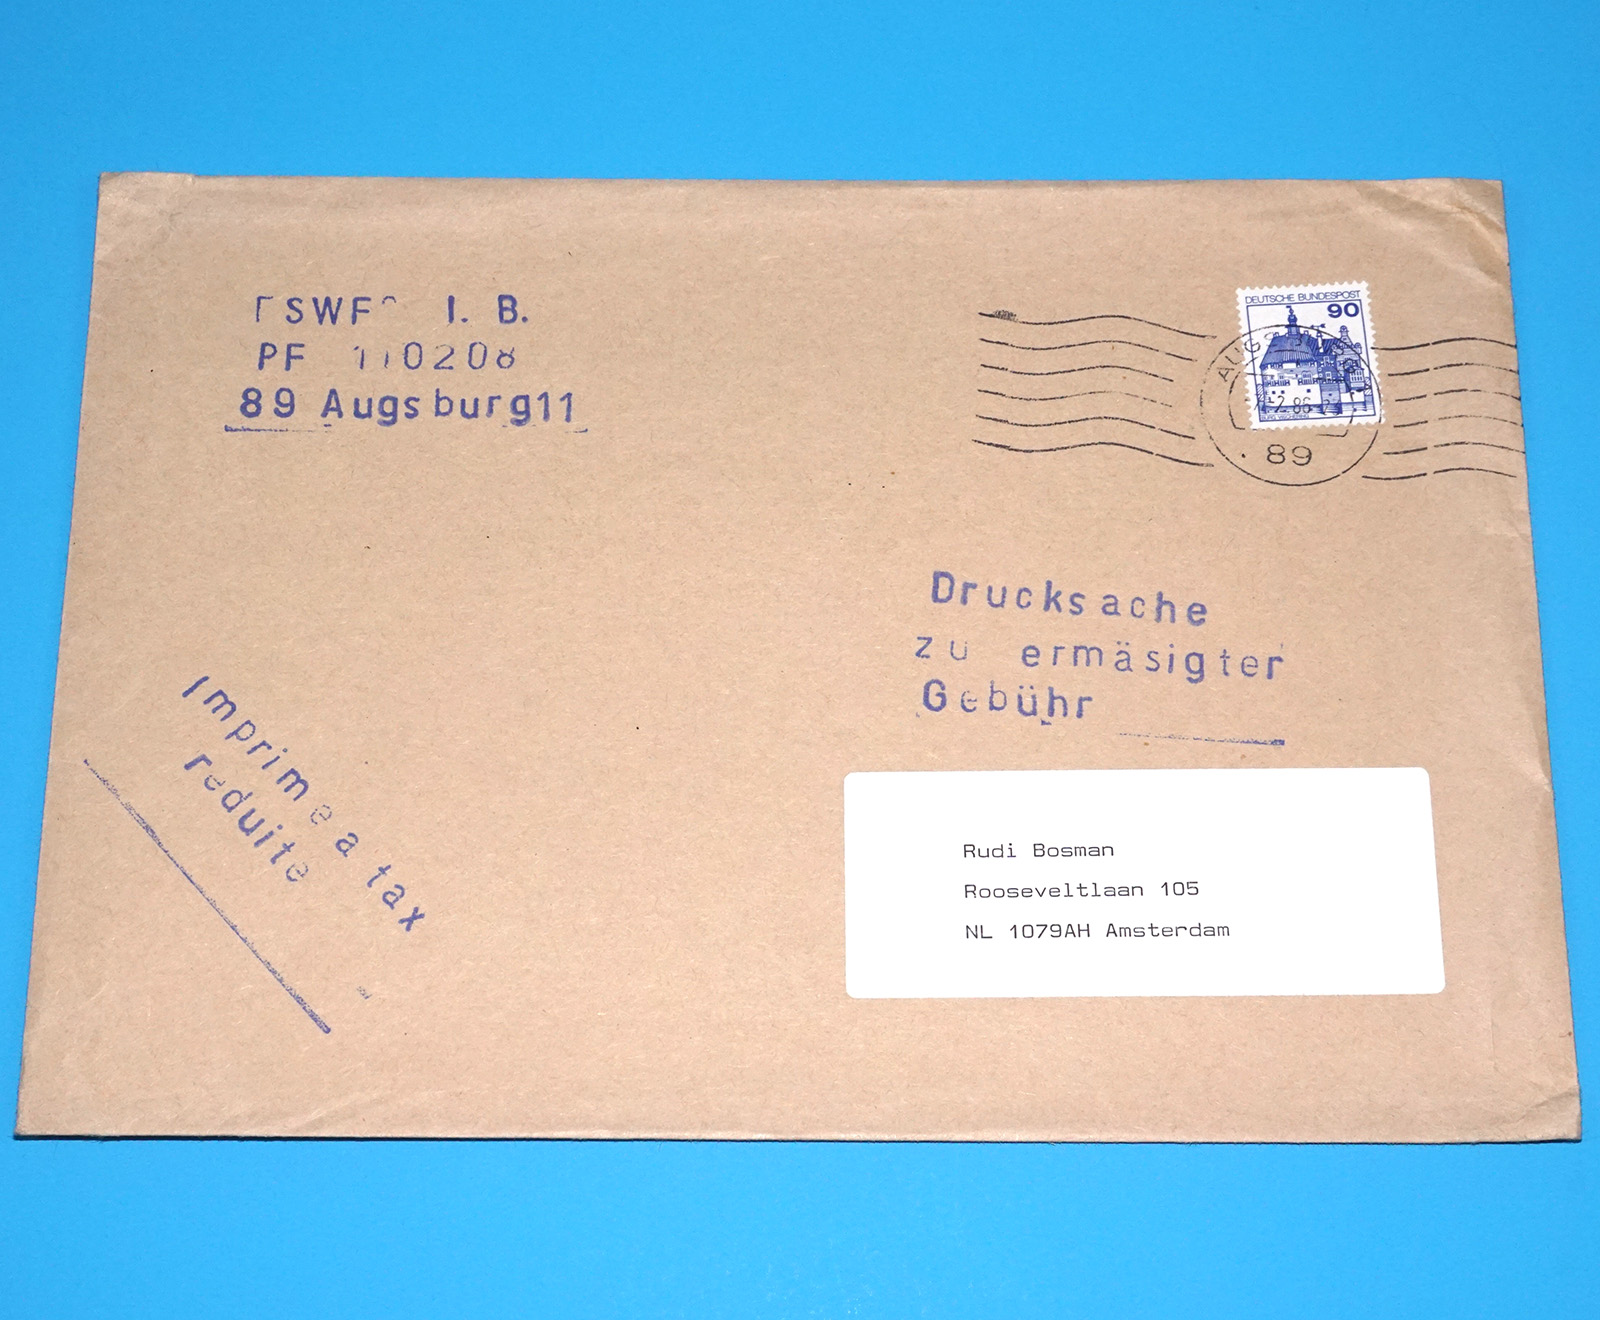 I. B.
PF 110208
89 Augsburg11
DEUTSCHE BUNDESPOST
90
89
Drucksache
zu ermäsigter
Gebühr
Imprime a tax
reduite
Rudi Bosman
Rooseveltlaan 105
NL 1079AH Amsterdam